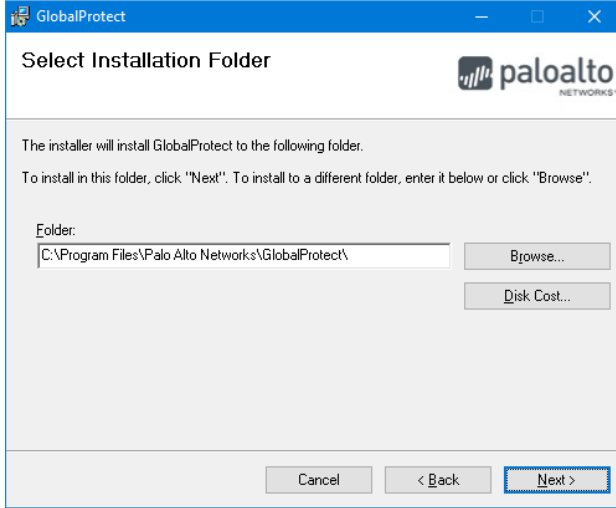 GlobalProtect
Select Installation Folder
paloalto
NETWORKS
The installer will install GlobalProtect to the following folder.
To install in this folder, click "Next". To install to a different folder, enter it below or click "Browse".
Folder:
C:\Program Files\Palo Alto Networks\GlobalProtect\
Browse...
Disk Cost...
Cancel
< Back
Next >